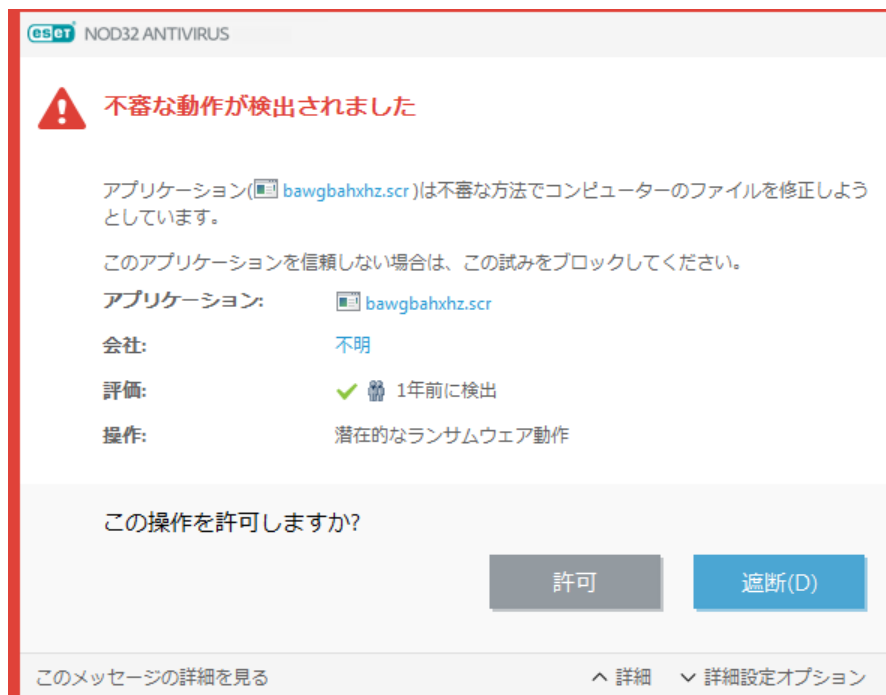 eseT NOD32 ANTIVIRUS
不審な動作が検出されました
アプリケーション( bawgbahxhz.scr )は不審な方法でコンピューターのファイルを修正しよう
としています。
このアプリケーションを信頼しない場合は、この試みをブロックしてください。
アプリケーション: bawgbahxhz.scr
会社: 不明
評価: 1年前に検出
操作: 潜在的なランサムウェア動作
この操作を許可しますか?
許可 遮断(D)
このメッセージの詳細を見る 詳細 詳細設定オプション